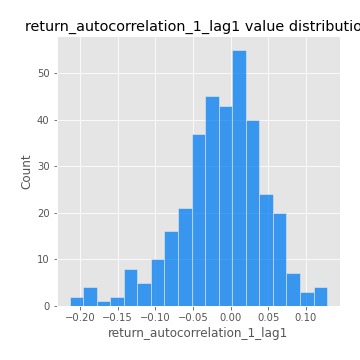 return_autocorrelation_1_lag1 value distributio
50
40
30
20
10
0
Count
−0.20 −0.15 −0.10 −0.05 0.00 0.05 0.10
return_autocorrelation_1_lag1